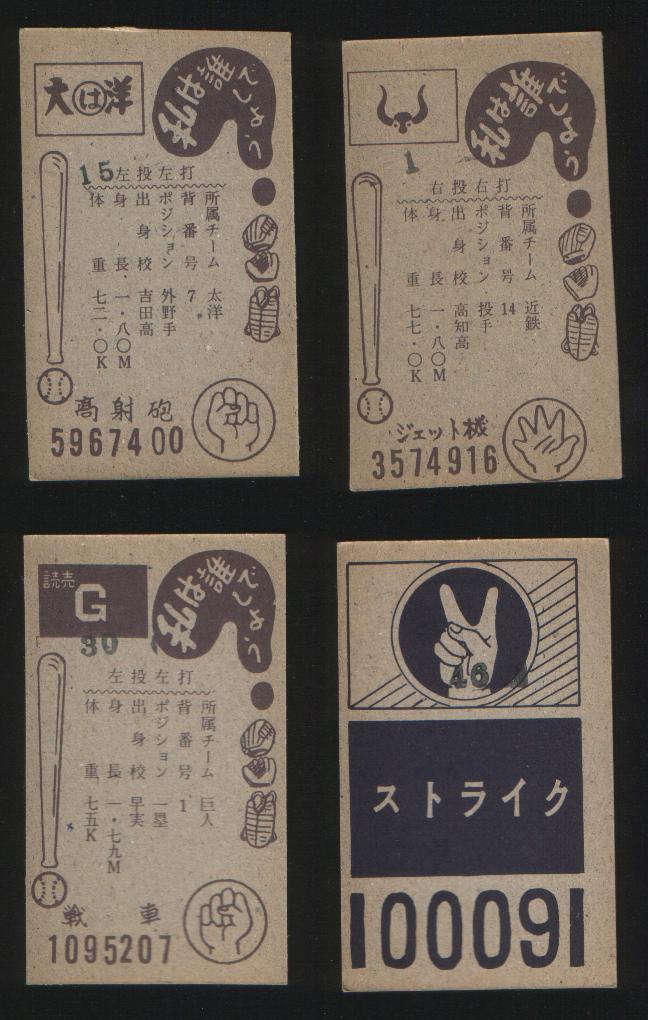 大は洋
私は誰
でしょう
15
左投左打
所属チーム 大洋
背番号 7
ポジション 外野手
出身校 吉田高
身長 一・八〇M
体重 七二・〇K
高射砲
5967400
私は誰
でしょう
1
右投右打
所属チーム 近鉄
背番号 14
ポジション 投手
出身校 高知高
身長 一・八〇M
体重 七七・〇K
ジェット機
3574916
読売
G
私は誰
でしょう
30
左投左打
所属チーム 巨人
背番号 1
ポジション 一塁
出身校 早実
身長 一・七九M
体重 七五K
戦車
1095207
46
ストライク
100091